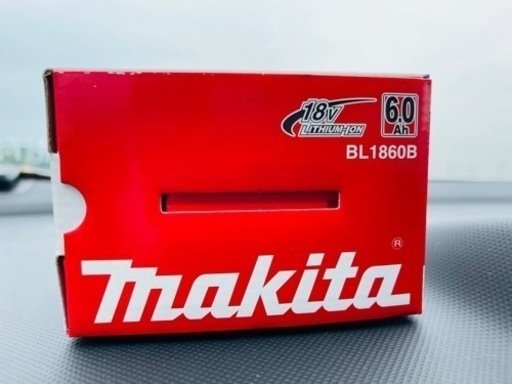 18V
LITHIUM-ION
6.0
Ah
BL1860B
makita®